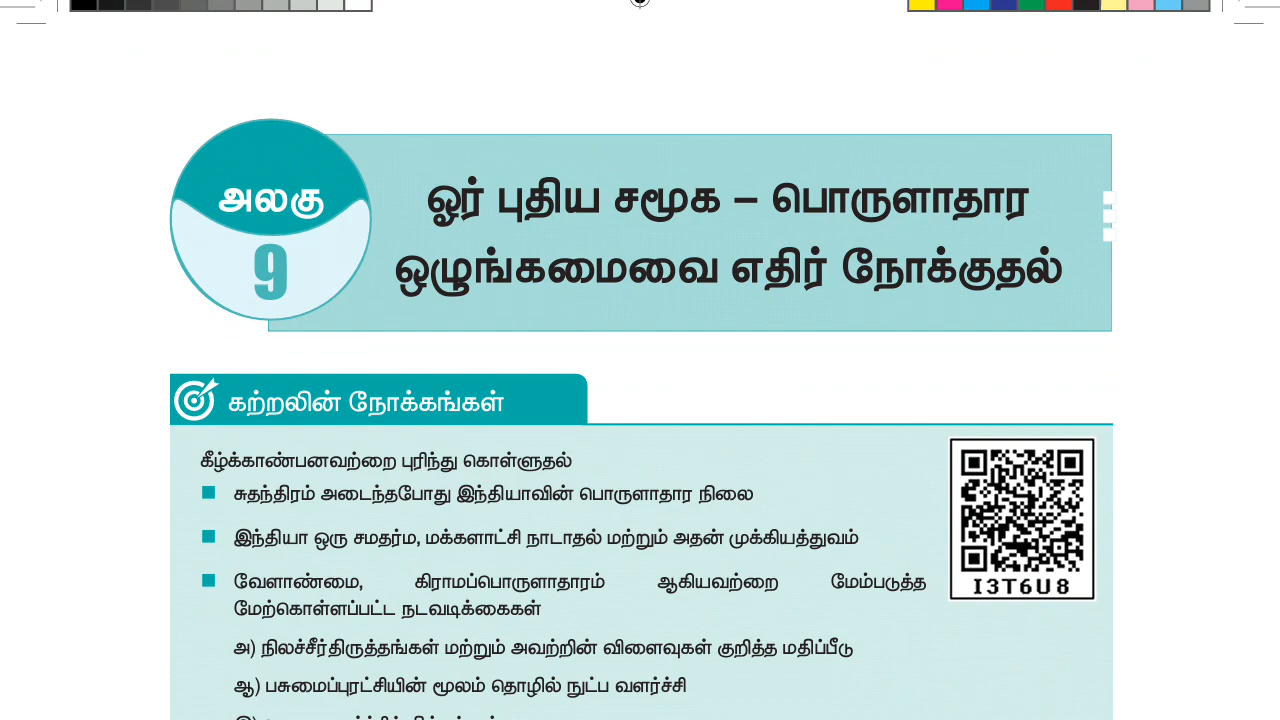 அலகு
9
ஓர் புதிய சமூக – பொருளாதார
ஒழுங்கமைவை எதிர் நோக்குதல்
கற்றலின் நோக்கங்கள்
கீழ்க்காண்பனவற்றை புரிந்து கொள்ளுதல்
சுதந்திரம் அடைந்தபோது இந்தியாவின் பொருளாதார நிலை
இந்தியா ஒரு சமதர்ம, மக்களாட்சி நாடாதல் மற்றும் அதன் முக்கியத்துவம்
வேளாண்மை, கிராமப்பொருளாதாரம் ஆகியவற்றை மேம்படுத்த
மேற்கொள்ளப்பட்ட நடவடிக்கைகள்
I3T6U8
அ) நிலச்சீர்திருத்தங்கள் மற்றும் அவற்றின் விளைவுகள் குறித்த மதிப்பீடு
ஆ) பசுமைப்புரட்சியின் மூலம் தொழில் நுட்ப வளர்ச்சி